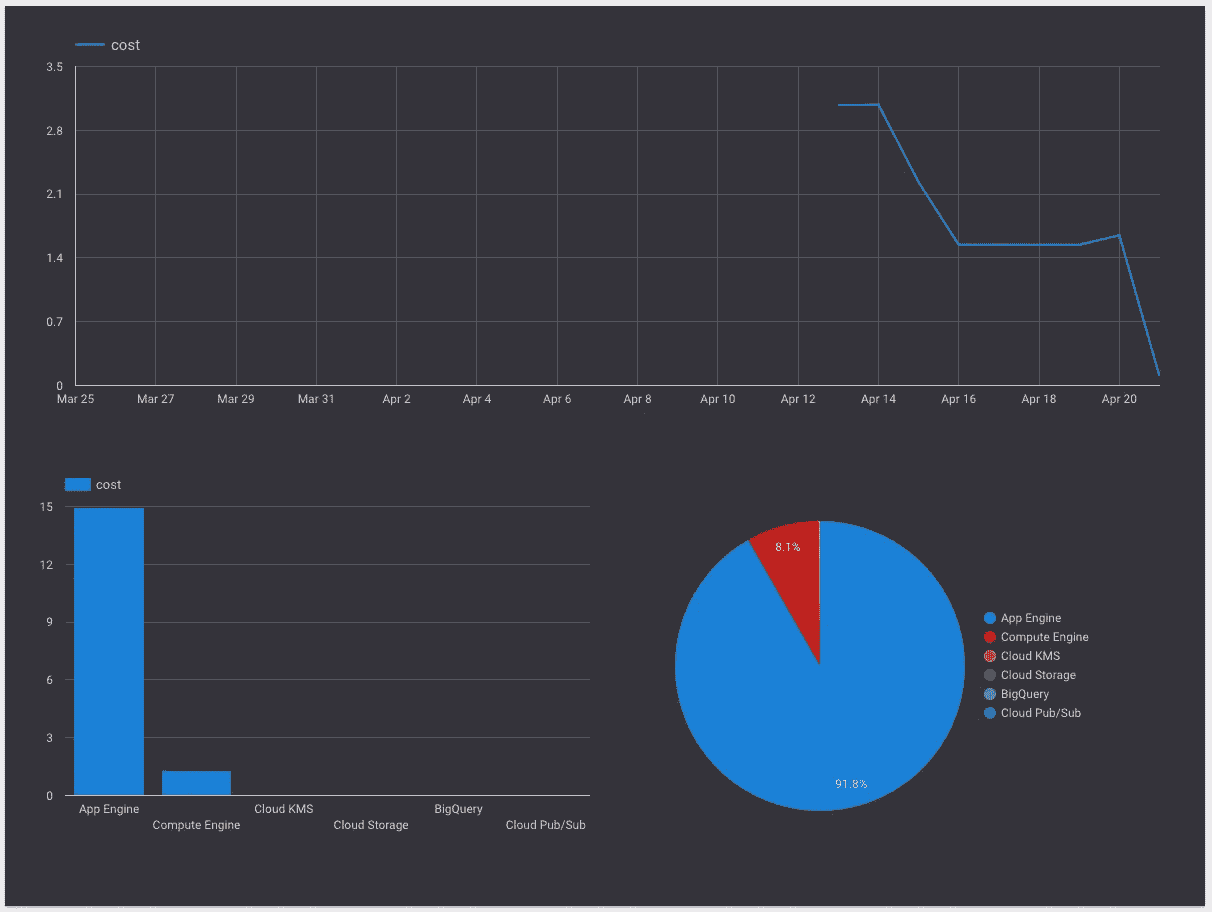 cost
3.5
2.8
2.1
1.4
0.7
0
Mar 25 Mar 27 Mar 29 Mar 31 Apr 2 Apr 4 Apr 6 Apr 8 Apr 10 Apr 12 Apr 14 Apr 16 Apr 18 Apr 20
cost
15
12
9
6
3
0
App Engine Cloud KMS BigQuery
Compute Engine Cloud Storage Cloud Pub/Sub
8.1%
91.8%
App Engine
Compute Engine
Cloud KMS
Cloud Storage
BigQuery
Cloud Pub/Sub